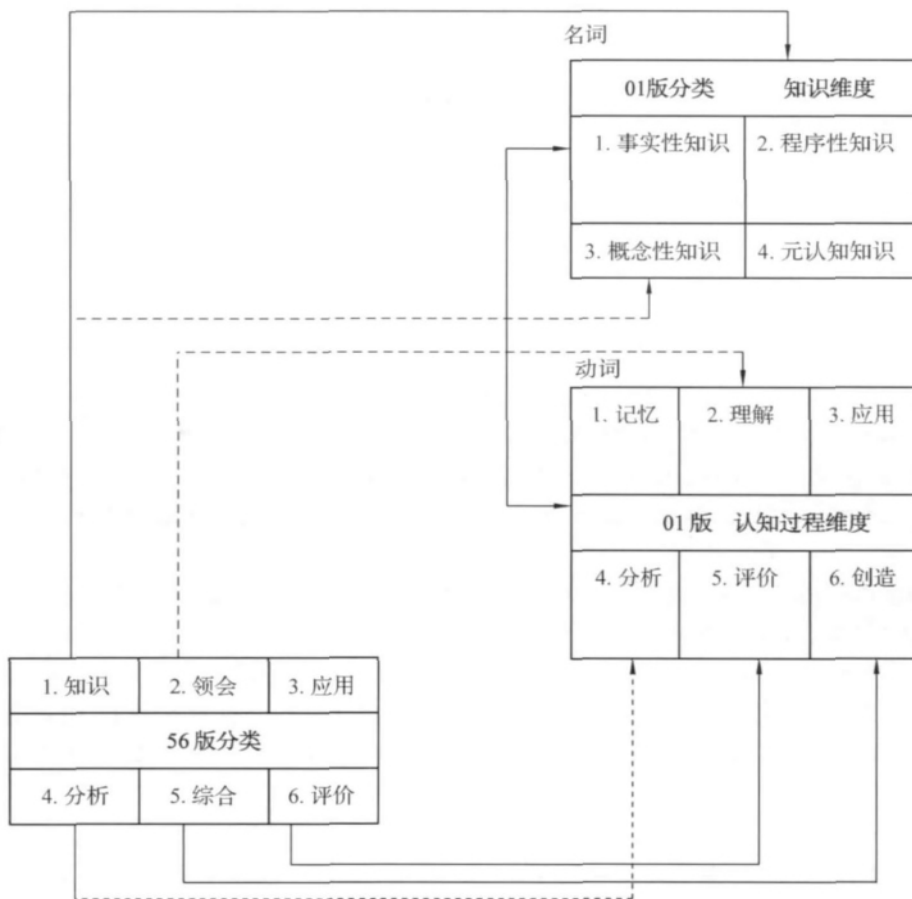 名词
01版分类 知识维度
1. 事实性知识 2. 程序性知识
3. 概念性知识 4. 元认知知识
动词
1. 记忆 2. 理解 3. 应用
01 版 认知过程维度
4. 分析 5. 评价 6. 创造
1. 知识 2. 领会 3. 应用
56 版分类
4. 分析 5. 综合 6. 评价